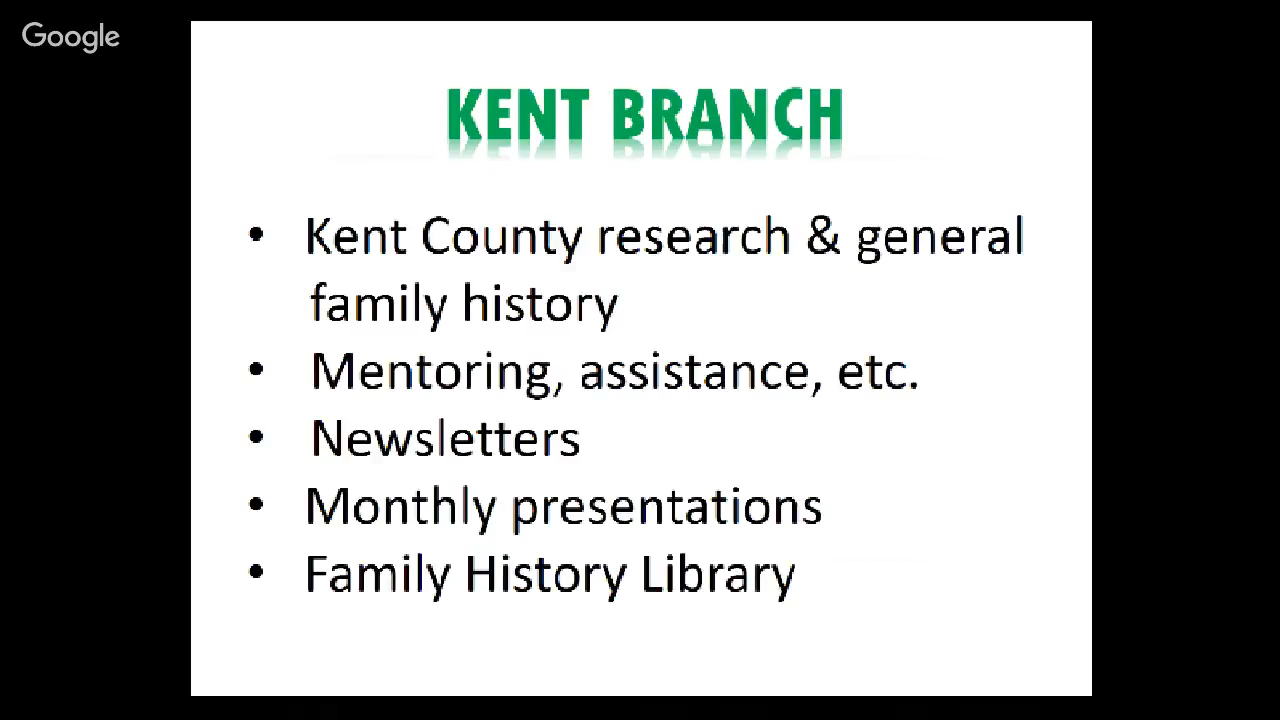 Google
KENT BRANCH
• Kent County research & general
family history
• Mentoring, assistance, etc.
• Newsletters
• Monthly presentations
• Family History Library